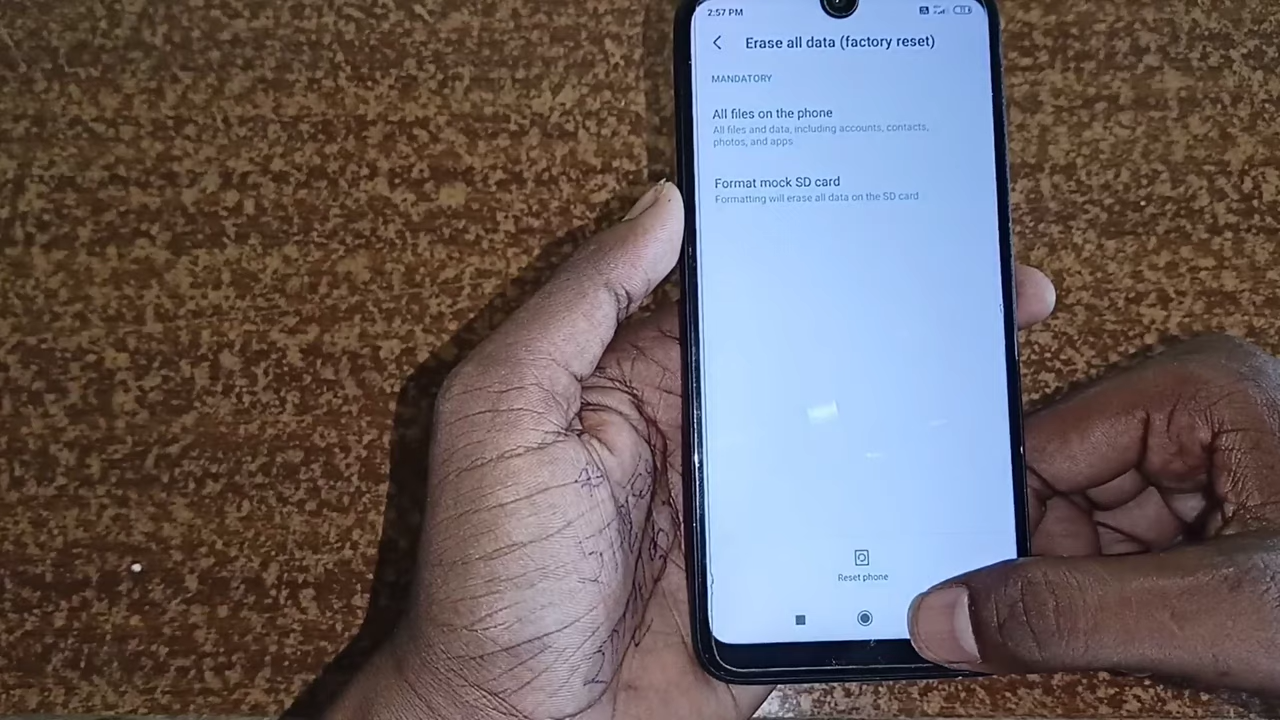 2:57 PM
Erase all data (factory reset)
MANDATORY
All files on the phone
All files and data, including accounts, contacts,
photos, and apps
Format mock SD card
Formatting will erase all data on the SD card
Reset phone